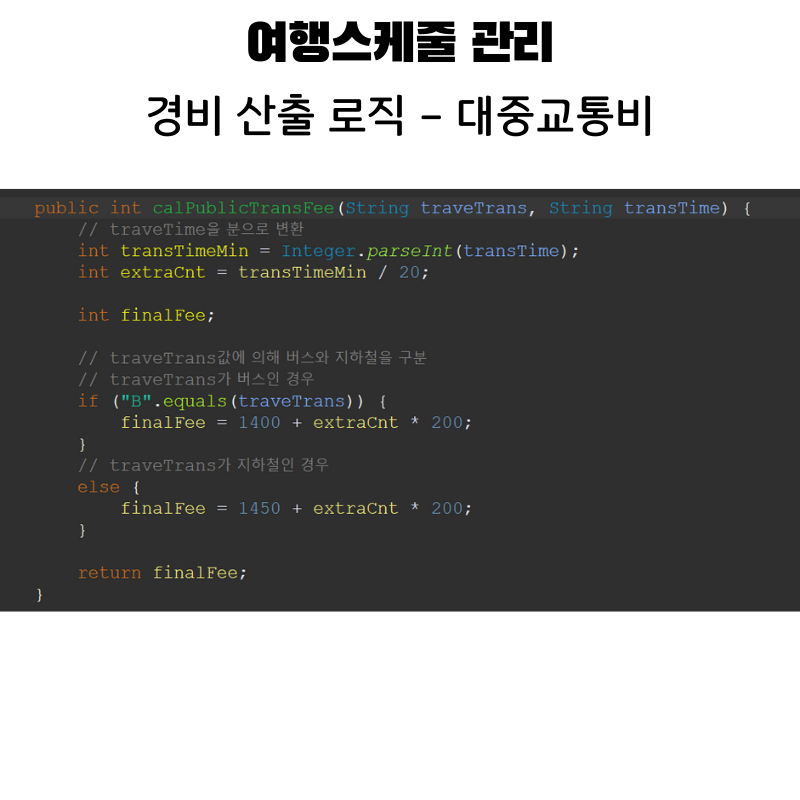 여행스케줄 관리
경비 산출 로직 - 대중교통비
public int calPublicTransFee(String traveTrans, String transTime) {
// traveTime을 분으로 변환
int transTimeMin = Integer.parseInt(transTime);
int extraCnt = transTimeMin / 20;
int finalFee;
// traveTrans값에 의해 버스와 지하철을 구분
// traveTrans가 버스인 경우
if ("B".equals(traveTrans)) {
finalFee = 1400 + extraCnt * 200;
}
// traveTrans가 지하철인 경우
else {
finalFee = 1450 + extraCnt * 200;
}
return finalFee;
}